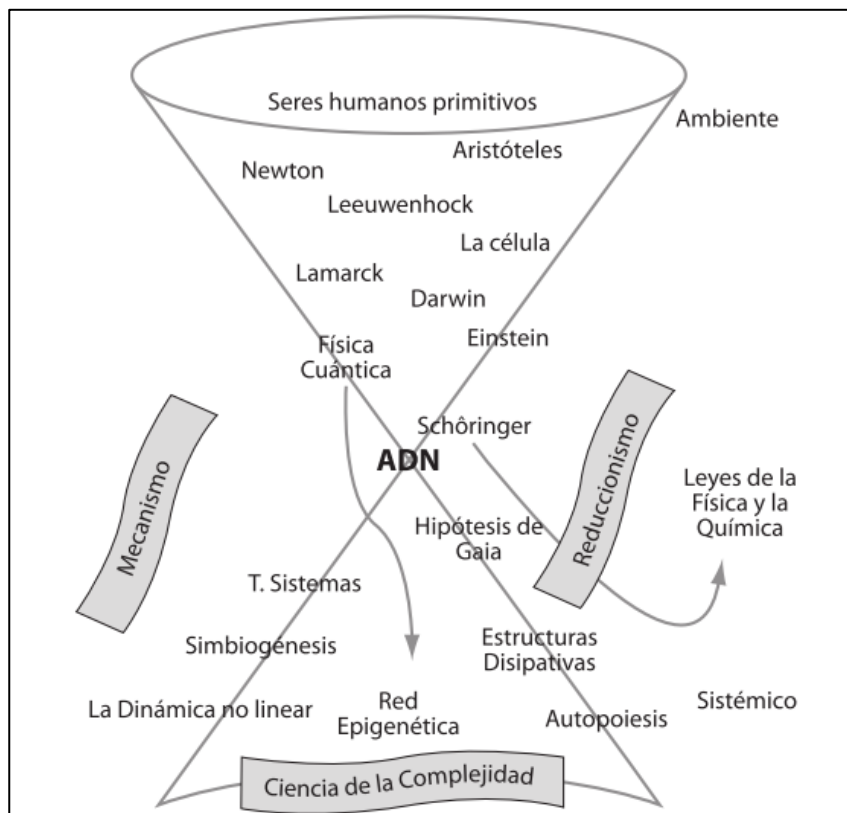 Seres humanos primitivos
Ambiente
Aristóteles
Newton
Leeuwenhock
La célula
Lamarck
Darwin
Einstein
Física
Cuántica
Schôringer
ADN
Mecanismo
Reduccionismo
Leyes de la
Física y la
Química
Hipótesis de
Gaia
T. Sistemas
Simbiogénesis
Estructuras
Disipativas
La Dinámica no linear
Red
Epigenética
Autopoiesis
Sistémico
Ciencia de la Complejidad